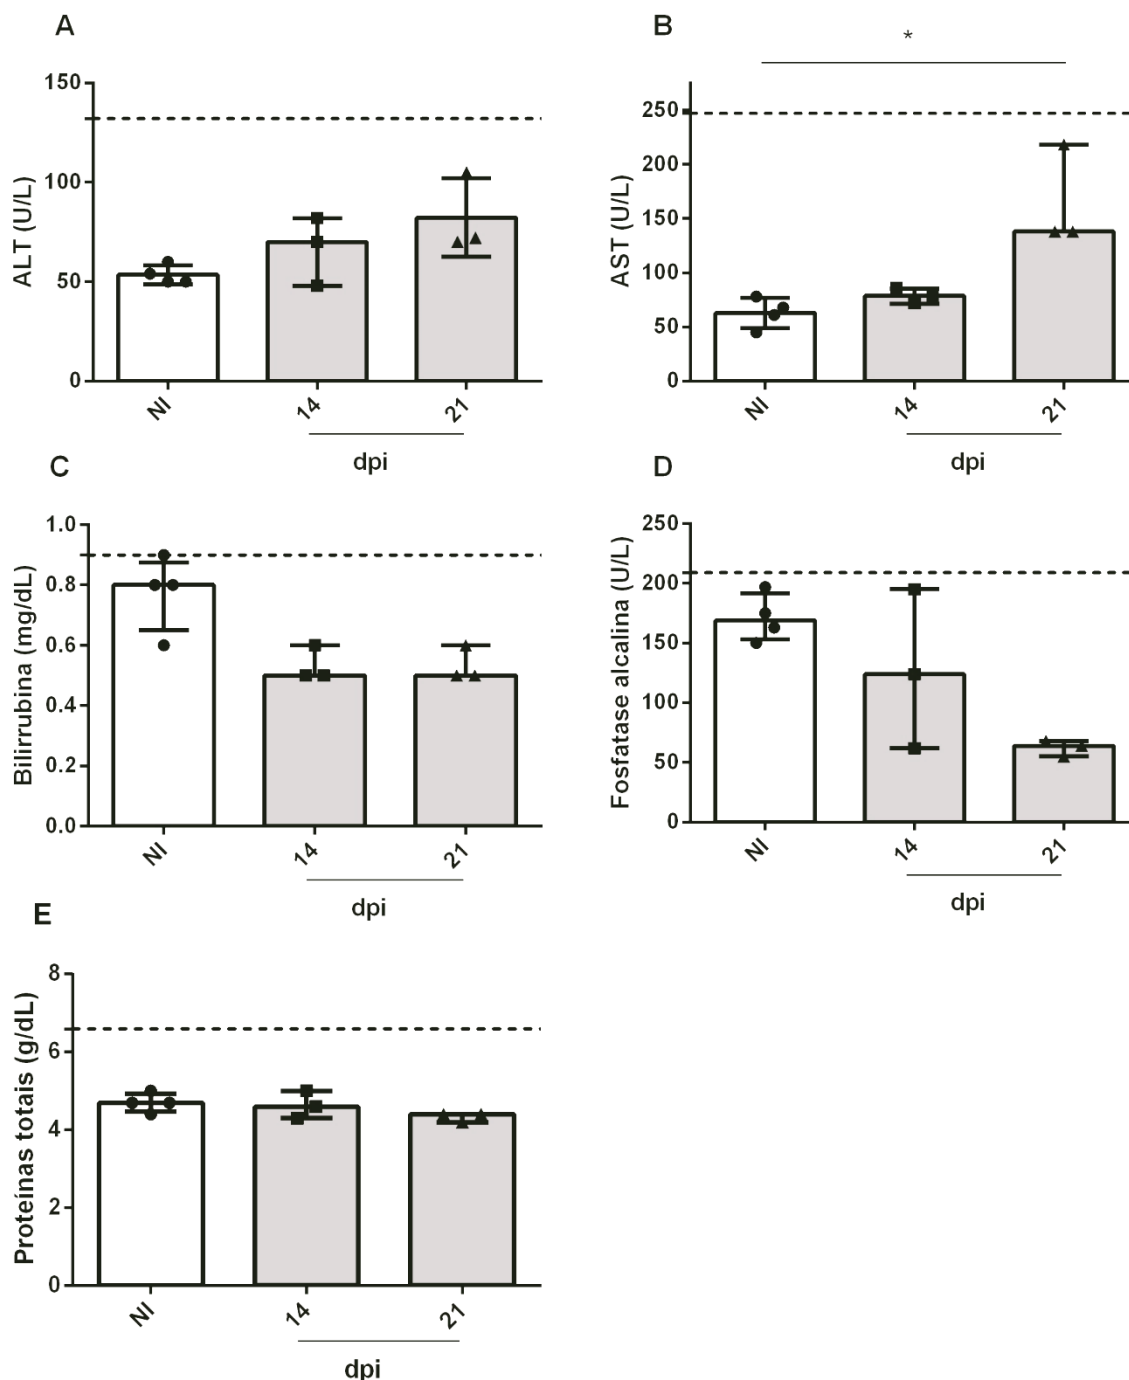 A
ALT (U/L)
150
100
50
0
NI
14
21
dpi
B
*
AST (U/L)
250
200
150
100
50
0
NI
14
21
dpi
C
Bilirrubina (mg/dL)
1.0
0.8
0.6
0.4
0.2
0.0
NI
14
21
dpi
D
Fosfatase alcalina (U/L)
250
200
150
100
50
0
NI
14
21
dpi
E
Proteínas totais (g/dL)
8
6
4
2
0
NI
14
21
dpi